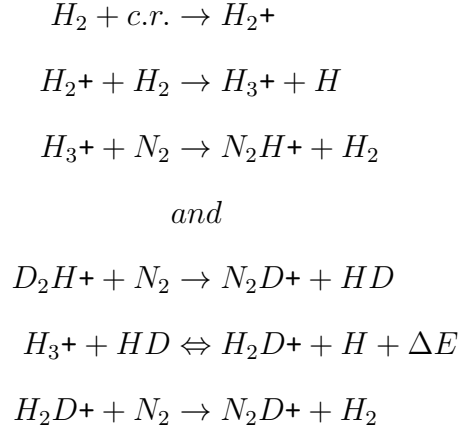 H₂ + c.r. → H₂+
H₂+ + H₂ → H₃+ + H
H₃+ + N₂ → N₂H+ + H₂
and
D₂H+ + N₂ → N₂D+ + HD
H₃+ + HD ⇔ H₂D+ + H + ΔE
H₂D+ + N₂ → N₂D+ + H₂